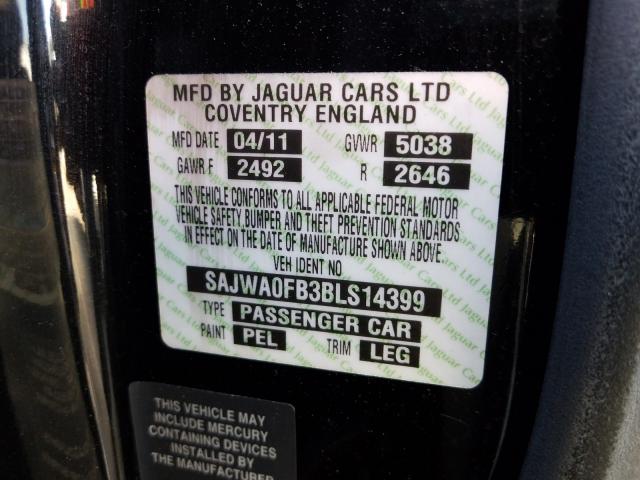 MFD BY JAGUAR CARS LTD
COVENTRY ENGLAND
MFD DATE 04/11 GVWR 5038
GAWR F 2492 R 2646
THIS VEHICLE CONFORMS TO ALL APPLICABLE FEDERAL MOTOR
VEHICLE SAFETY BUMPER AND THEFT PREVENTION STANDARDS
IN EFFECT ON THE DATE OF MANUFACTURE SHOWN ABOVE.
VEH IDENT NO
SAJWA0FB3BLS14399
TYPE PASSENGER CAR
PAINT PEL TRIM LEG
THIS VEHICLE MAY
INCLUDE MERCURY
CONTAINING DEVICES
INSTALLED BY
THE MANUFACTURER